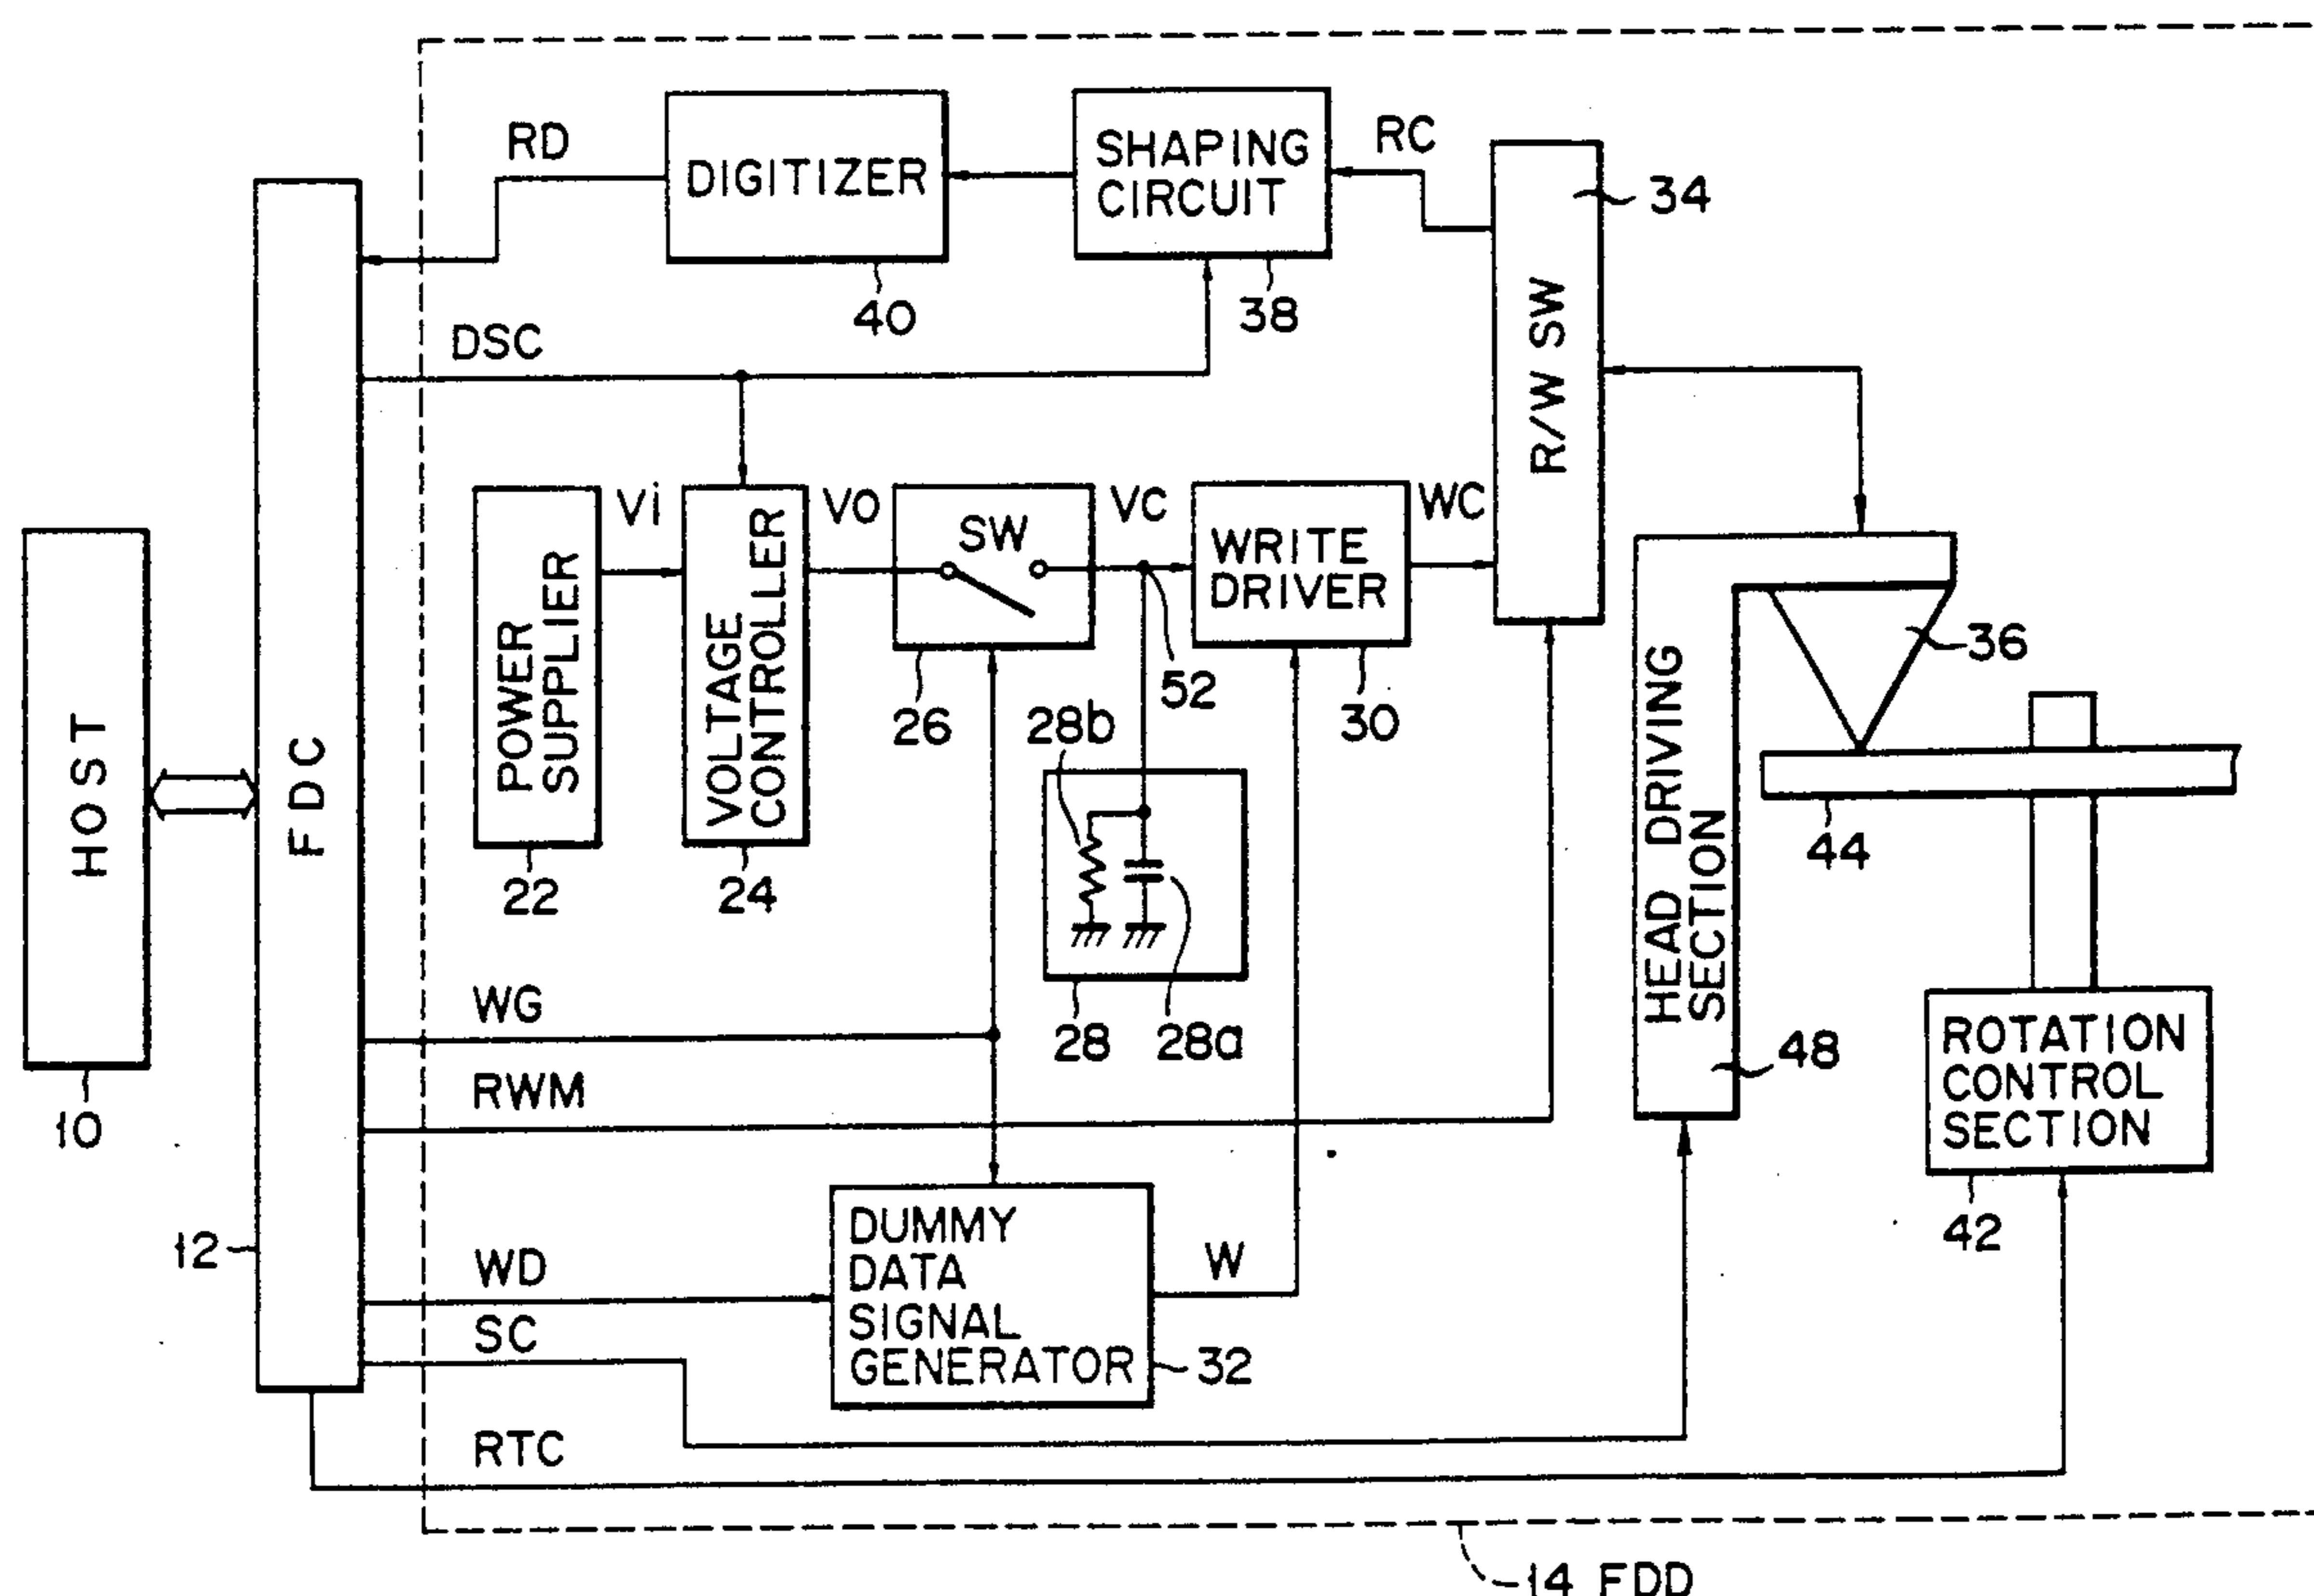 RD
DIGITIZER
40
SHAPING
CIRCUIT
38
RC
34
R/W SW
DSC
HOST
10
FDC
12
POWER
SUPPLIER
22
Vi
VOLTAGE
CONTROLLER
24
VO
SW
26
VC
52
WRITE
DRIVER
30
WC
28b
28
28a
HEAD DRIVING
SECTION
48
36
44
ROTATION
CONTROL
SECTION
42
WG
RWM
WD
DUMMY
DATA
SIGNAL
GENERATOR
32
W
SC
RTC
14 FDD